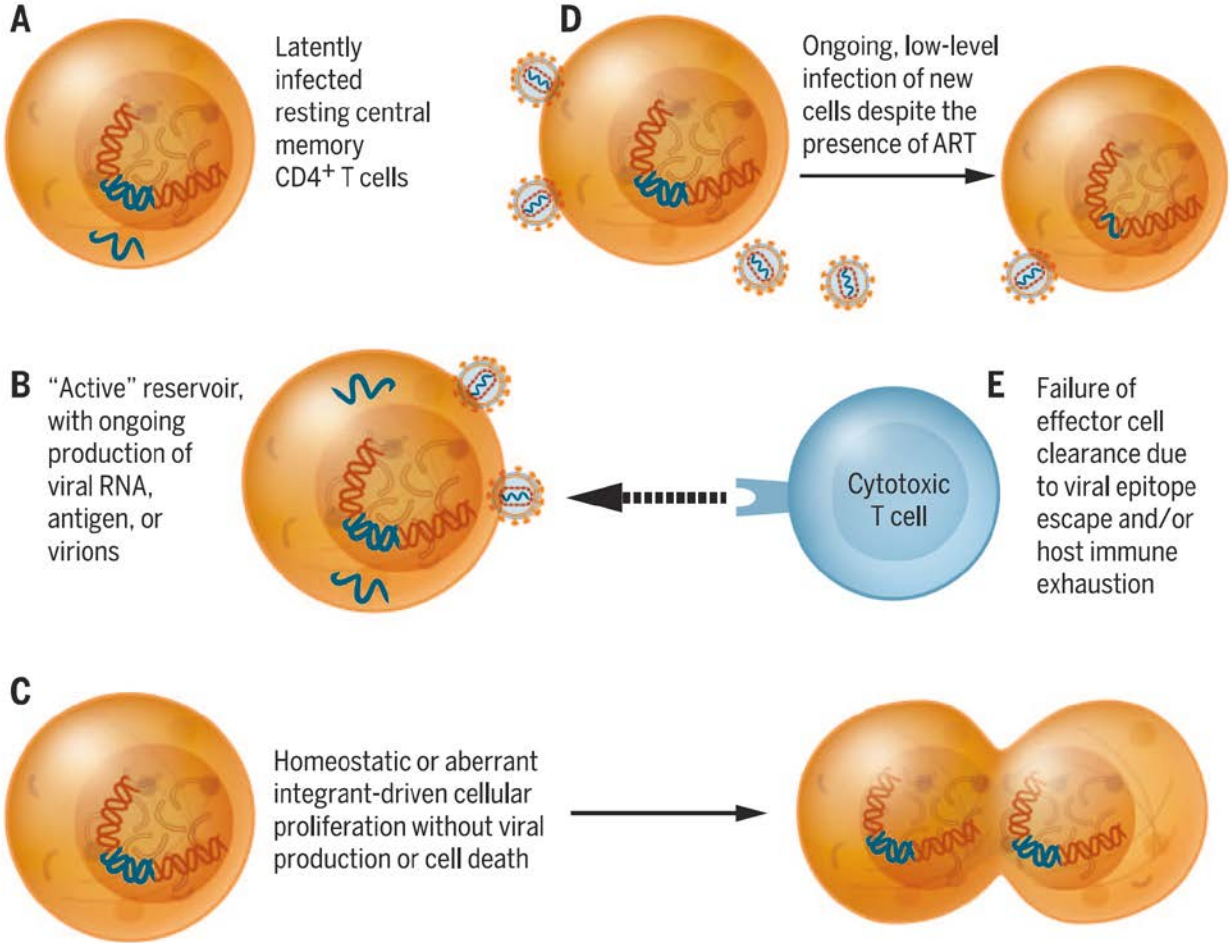 A
Latently
infected
resting central
memory
CD4+ T cells
D
Ongoing, low-level
infection of new
cells despite the
presence of ART
B
“Active” reservoir,
with ongoing
production of
viral RNA,
antigen, or
virions
Cytotoxic
T cell
E
Failure of
effector cell
clearance due
to viral epitope
escape and/or
host immune
exhaustion
C
Homeostatic or aberrant
integrant-driven cellular
proliferation without viral
production or cell death